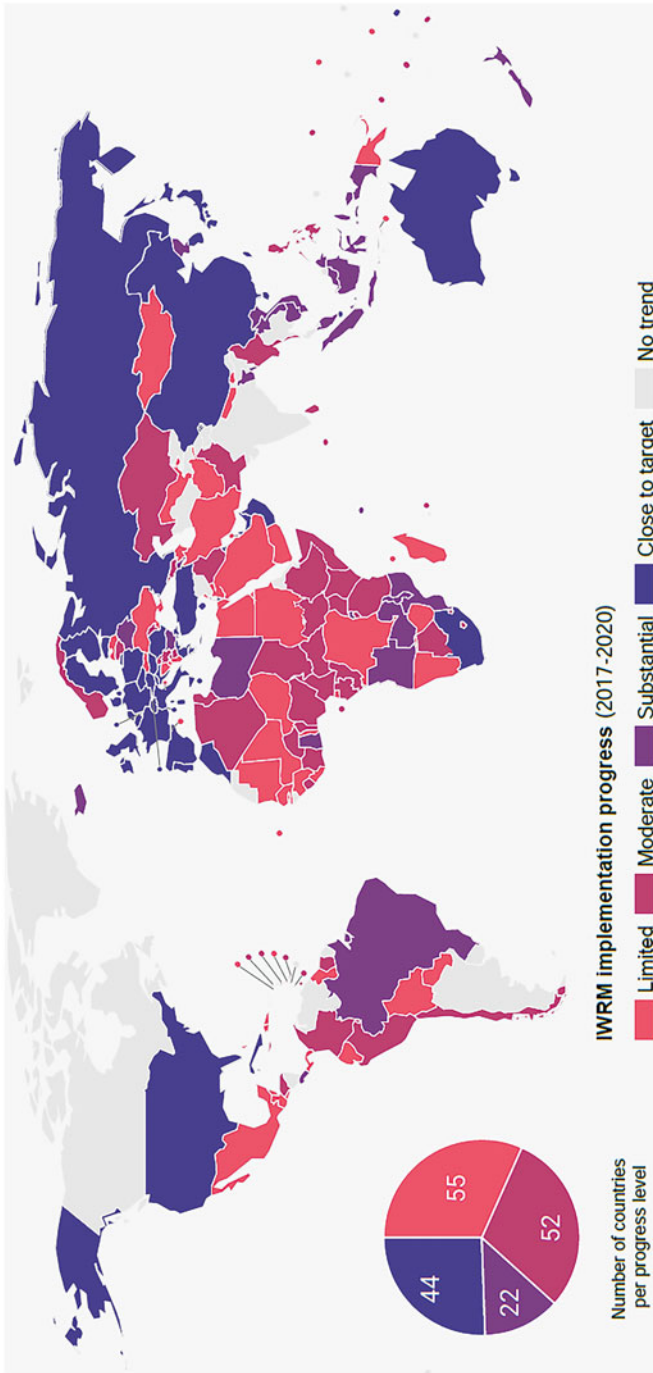 55
52
22
44
Number of countries
per progress level
IWRM implementation progress (2017-2020)
Limited Moderate Substantial Close to target No trend